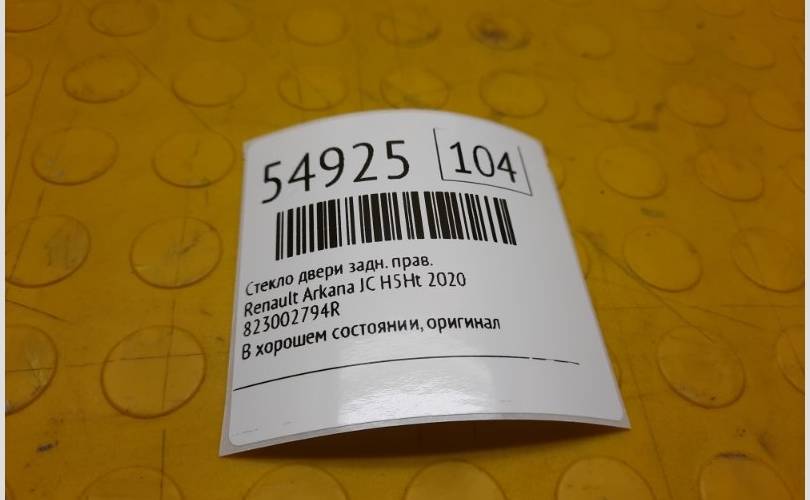 54925 104
Стекло двери задн. прав.
Renault Arkana JC H5Ht 2020
823002794R
В хорошем состоянии, оригинал